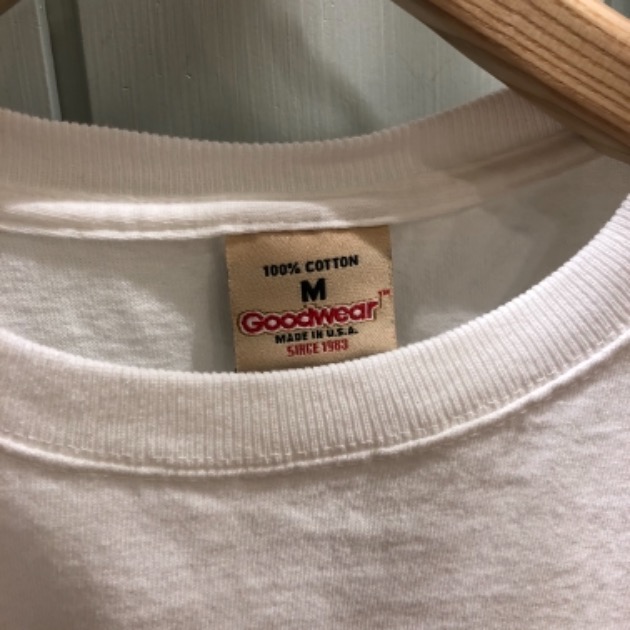 100% COTTON
M
Goodwear™
MADE IN U.S.A.
SINCE 1983